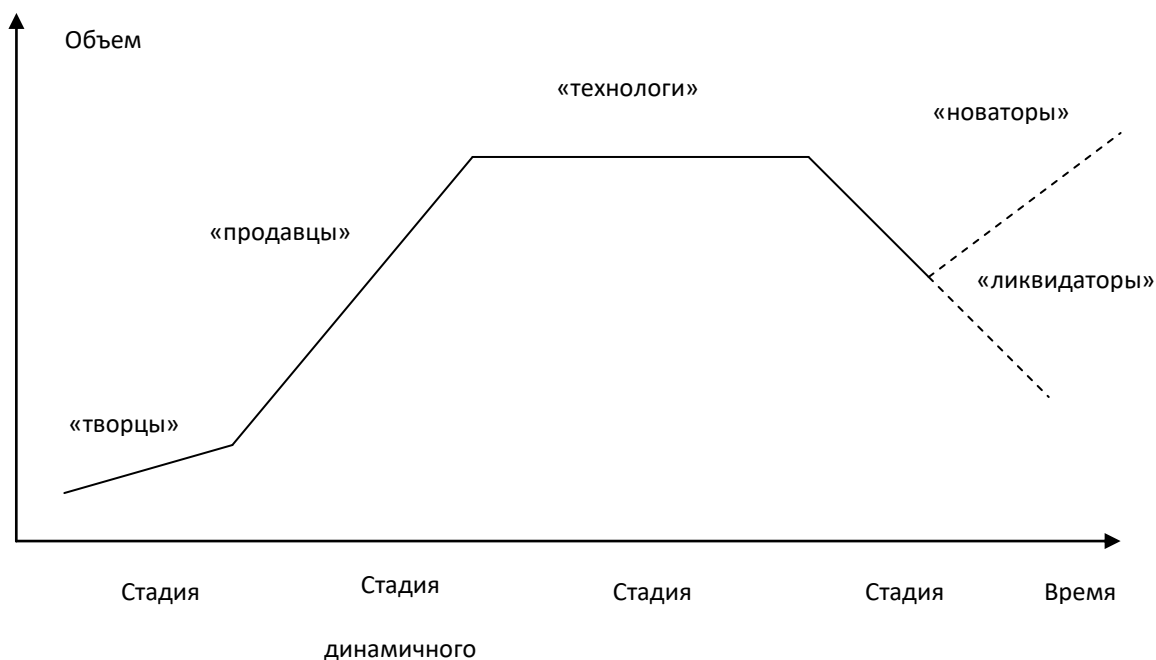 Объем
«технологи»
«новаторы»
«продавцы»
«ликвидаторы»
«творцы»
Стадия Стадия Стадия Стадия Время
динамичного